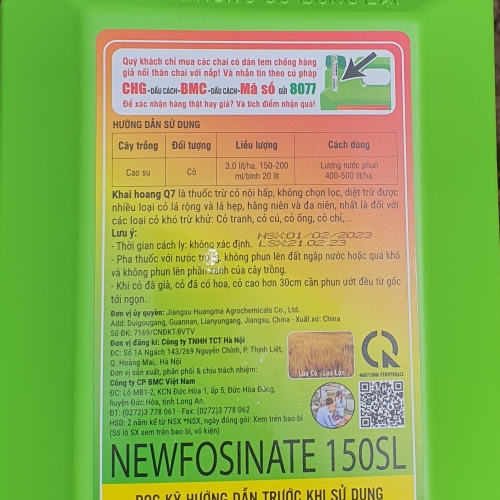 Quý khách chỉ mua các chai có dán tem chống hàng
giả nối thân chai với nắp! Và nhắn tin theo cú pháp
CHG-DẤU CÁCH-BMC-DẤU CÁCH-Mã số GỬI 8077
Để xác nhận hàng thật hay giả? Và tích điểm nhận quà!
HƯỚNG DẪN SỬ DỤNG
Cây trồng Đối tượng Liều lượng Cách dùng
Cao su Cỏ 3.0 lít/ha. 150-200 ml/bình 20 lít Lượng nước phun 400-500 lít/ha.
Khai hoang Q7 là thuốc trừ cỏ nội hấp, không chọn lọc, diệt trừ được
nhiều loại cỏ lá rộng và lá hẹp, hàng niên và đa niên, nhất là đối với
các loại cỏ khó trừ khử: Cỏ tranh, cỏ cú, cỏ ống, cỏ chỉ,...
Lưu ý:
HSX:01/02/2023
- Thời gian cách ly: không xác định.
LSX:21.02.23
- Pha thuốc với nước trong, không phun lên đất ngập nước hoặc quá khô
và không phun lên phần xanh của cây trồng.
- Khi cỏ đã già, cỏ đã có hoa, cỏ cao hơn 30cm cần phun ướt đều từ gốc
tới ngọn.
Đơn vị ủy quyền: Jiangsu Huangma Agrochemicals Co., Ltd.
Add: Duigougang, Guannan, Lianyungang, Jiangsu, China - Xuất xứ: China
Số ĐK: 7169/CNĐKT-BVTV
Đơn vị đăng kí: Công ty TNHH TCT Hà Nội
ĐC: Số 1A Ngách 143/269 Nguyễn Chính, P. Thịnh Liệt,
Q. Hoàng Mai,. Hà Nội
Đơn vị sản xuất, phân phối & chịu trách nhiệm:
Công ty CP BMC Việt Nam
ĐC: Lô MB1-2, KCN Đức Hòa 1, ấp 5, Đức Hòa Đông,
huyện Đức Hòa, tỉnh Long An.
ĐT: (0272)3 778 061 - Fax: (0272)3 778 062
HSD: 2 năm kể từ NSX *NSX, ngày đóng gói: Xem trên bao bì
(Số lô SX xem trên bao bì, vỏ kiện)
Lúa Cỏ - Lúa Lộn
NEWFOSINATE 150SL
ĐỌC KỸ HƯỚNG DẪN TRƯỚC KHI SỬ DỤNG